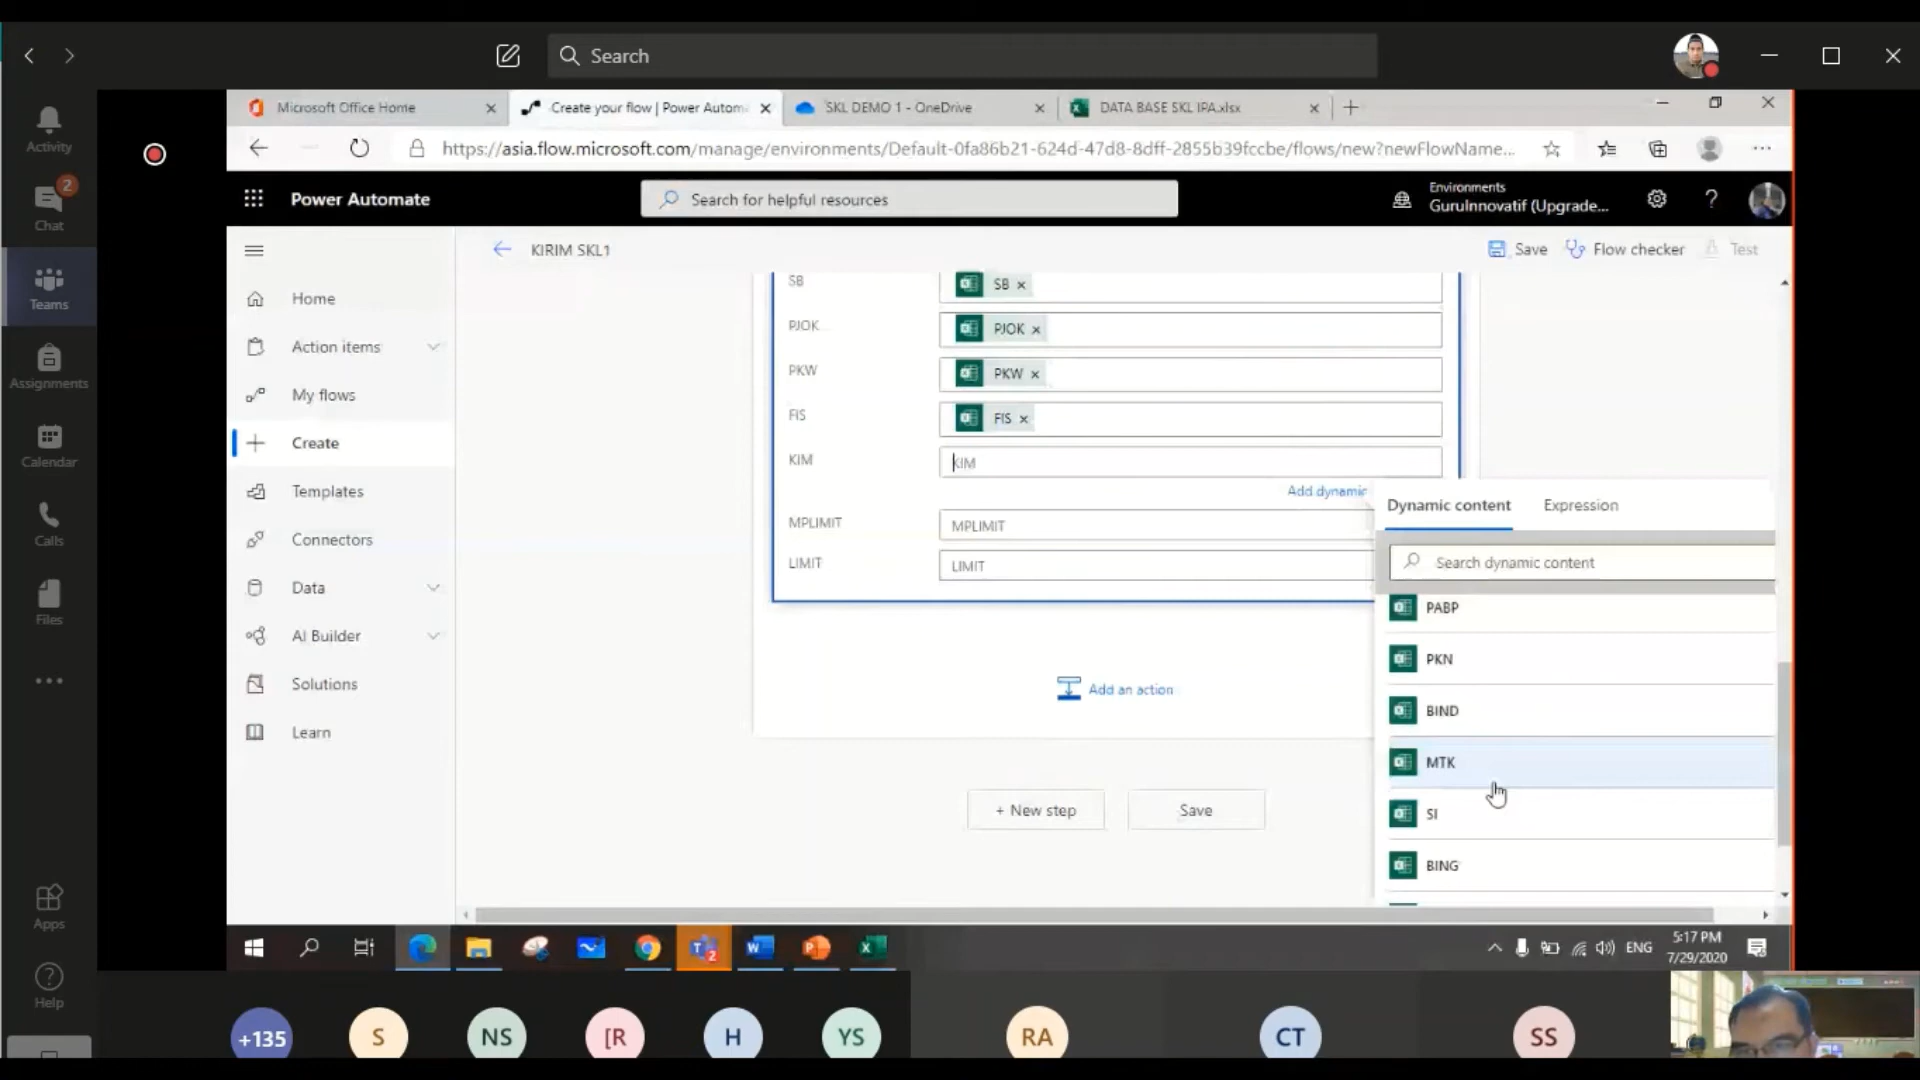 Search
Activity
2
Chat
Teams
Assignments
Calendar
Calls
Files
Apps
Help
Microsoft Office Home
Create your flow | Power Autom
SKL DEMO 1 - OneDrive
DATA BASE SKL IPA.xlsx
https://asia.flow.microsoft.com/manage/environments/Default-0fa86b21-624d-47d8-8dff-2855b39fccbe/flows/new?newFlowName...
Power Automate
Search for helpful resources
Environments
GuruInnovatif (Upgrade...
?
KIRIM SKL1
Save
Flow checker
Test
Home
Action items
My flows
Create
Templates
Connectors
Data
AI Builder
Solutions
Learn
SB
SB ×
PJOK
PJOK ×
PKW
PKW ×
FIS
FIS ×
KIM
KIM
Add dynamic
MPLIMIT
MPLIMIT
LIMIT
LIMIT
Add an action
+ New step
Save
Dynamic content
Expression
Search dynamic content
PABP
PKN
BIND
MTK
SI
BING
2
ENG
5:17 PM
7/29/2020
+135
S
NS
[R
H
YS
RA
CT
SS